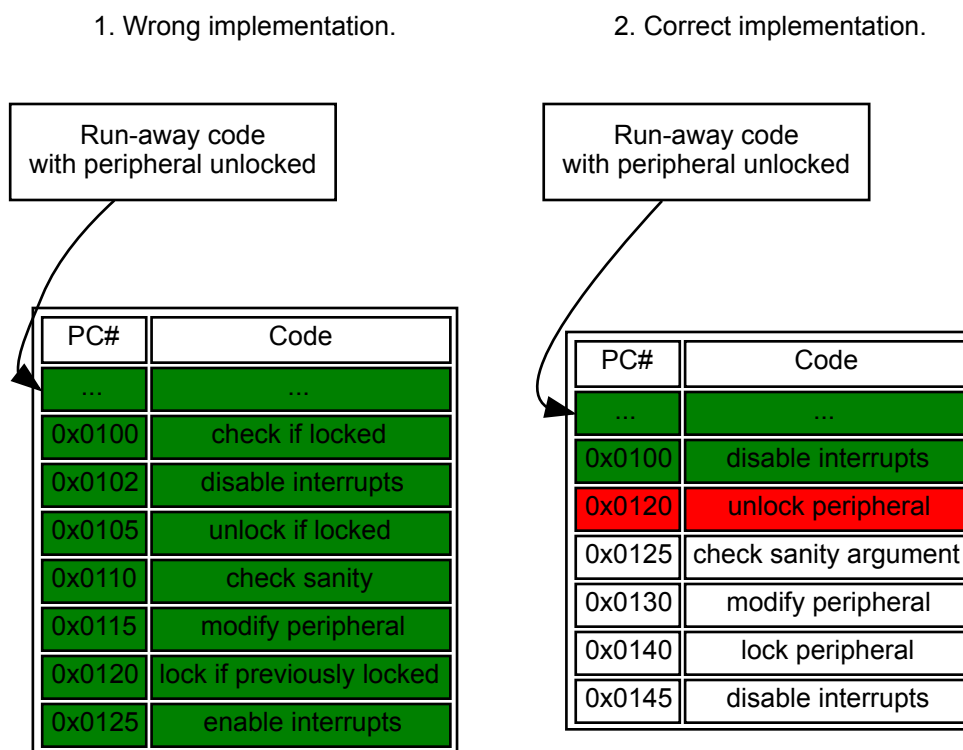 1. Wrong implementation.
2. Correct implementation.
Run-away code
with peripheral unlocked
Run-away code
with peripheral unlocked
PC# Code
... ...
0x0100 check if locked
0x0102 disable interrupts
0x0105 unlock if locked
0x0110 check sanity
0x0115 modify peripheral
0x0120 lock if previously locked
0x0125 enable interrupts
PC# Code
... ...
0x0100 disable interrupts
0x0120 unlock peripheral
0x0125 check sanity argument
0x0130 modify peripheral
0x0140 lock peripheral
0x0145 disable interrupts